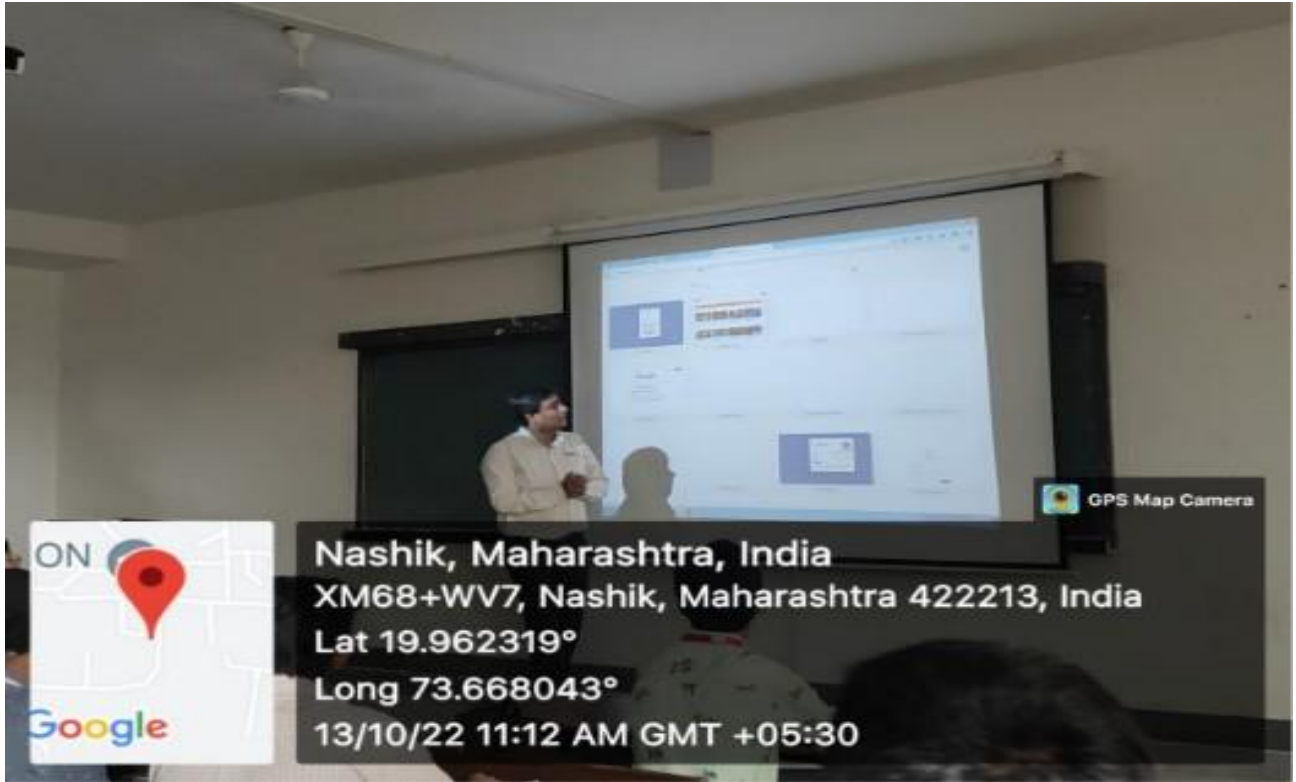 GPS Map Camera
ON
Google
Nashik, Maharashtra, India
XM68+WV7, Nashik, Maharashtra 422213, India
Lat 19.962319°
Long 73.668043°
13/10/22 11:12 AM GMT +05:30